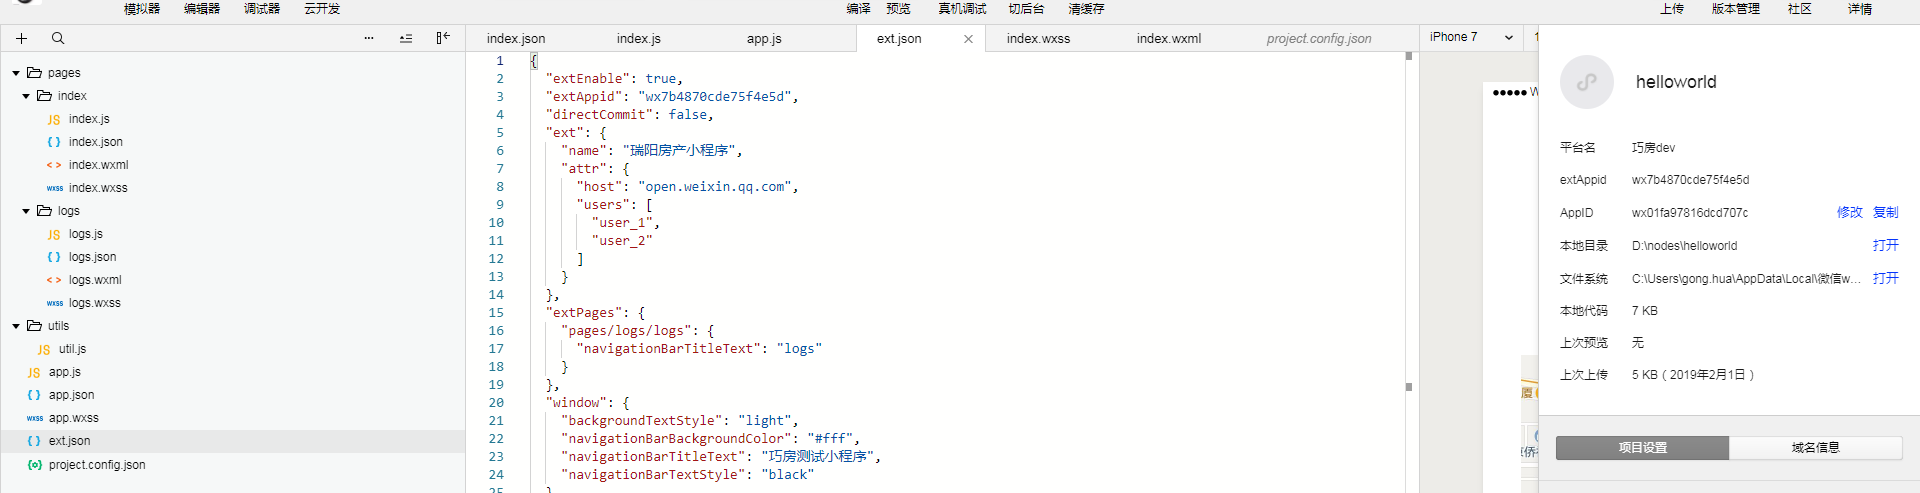 模拟器 编辑器 调试器 云开发 编译 预览 真机调试 切后台 清缓存 上传 版本管理 社区 详情
index.json index.js app.js ext.json index.wxss index.wxml project.config.json iPhone 7
pages
index
JS index.js
{ } index.json
< > index.wxml
wxss index.wxss
logs
JS logs.js
{ } logs.json
< > logs.wxml
wxss logs.wxss
utils
JS util.js
JS app.js
{ } app.json
wxss app.wxss
{ } ext.json
project.config.json
1 {
2 "extEnable": true,
3 "extAppid": "wx7b4870cde75f4e5d",
4 "directCommit": false,
5 "ext": {
6 "name": "瑞阳房产小程序",
7 "attr": {
8 "host": "open.weixin.qq.com",
9 "users": [
10 "user_1",
11 "user_2"
12 ]
13 }
14 },
15 "extPages": {
16 "pages/logs/logs": {
17 "navigationBarTitleText": "logs"
18 }
19 },
20 "window": {
21 "backgroundTextStyle": "light",
22 "navigationBarBackgroundColor": "#fff",
23 "navigationBarTitleText": "巧房测试小程序",
24 "navigationBarTextStyle": "black"
25 }
helloworld
平台名 巧房dev
extAppid wx7b4870cde75f4e5d
AppID wx01fa97816dcd707c 修改 复制
本地目录 D:\nodes\helloworld 打开
文件系统 C:\Users\gong.hua\AppData\Local\微信w... 打开
本地代码 7 KB
上次预览 无
上次上传 5 KB（2019年2月1日）
项目设置 域名信息